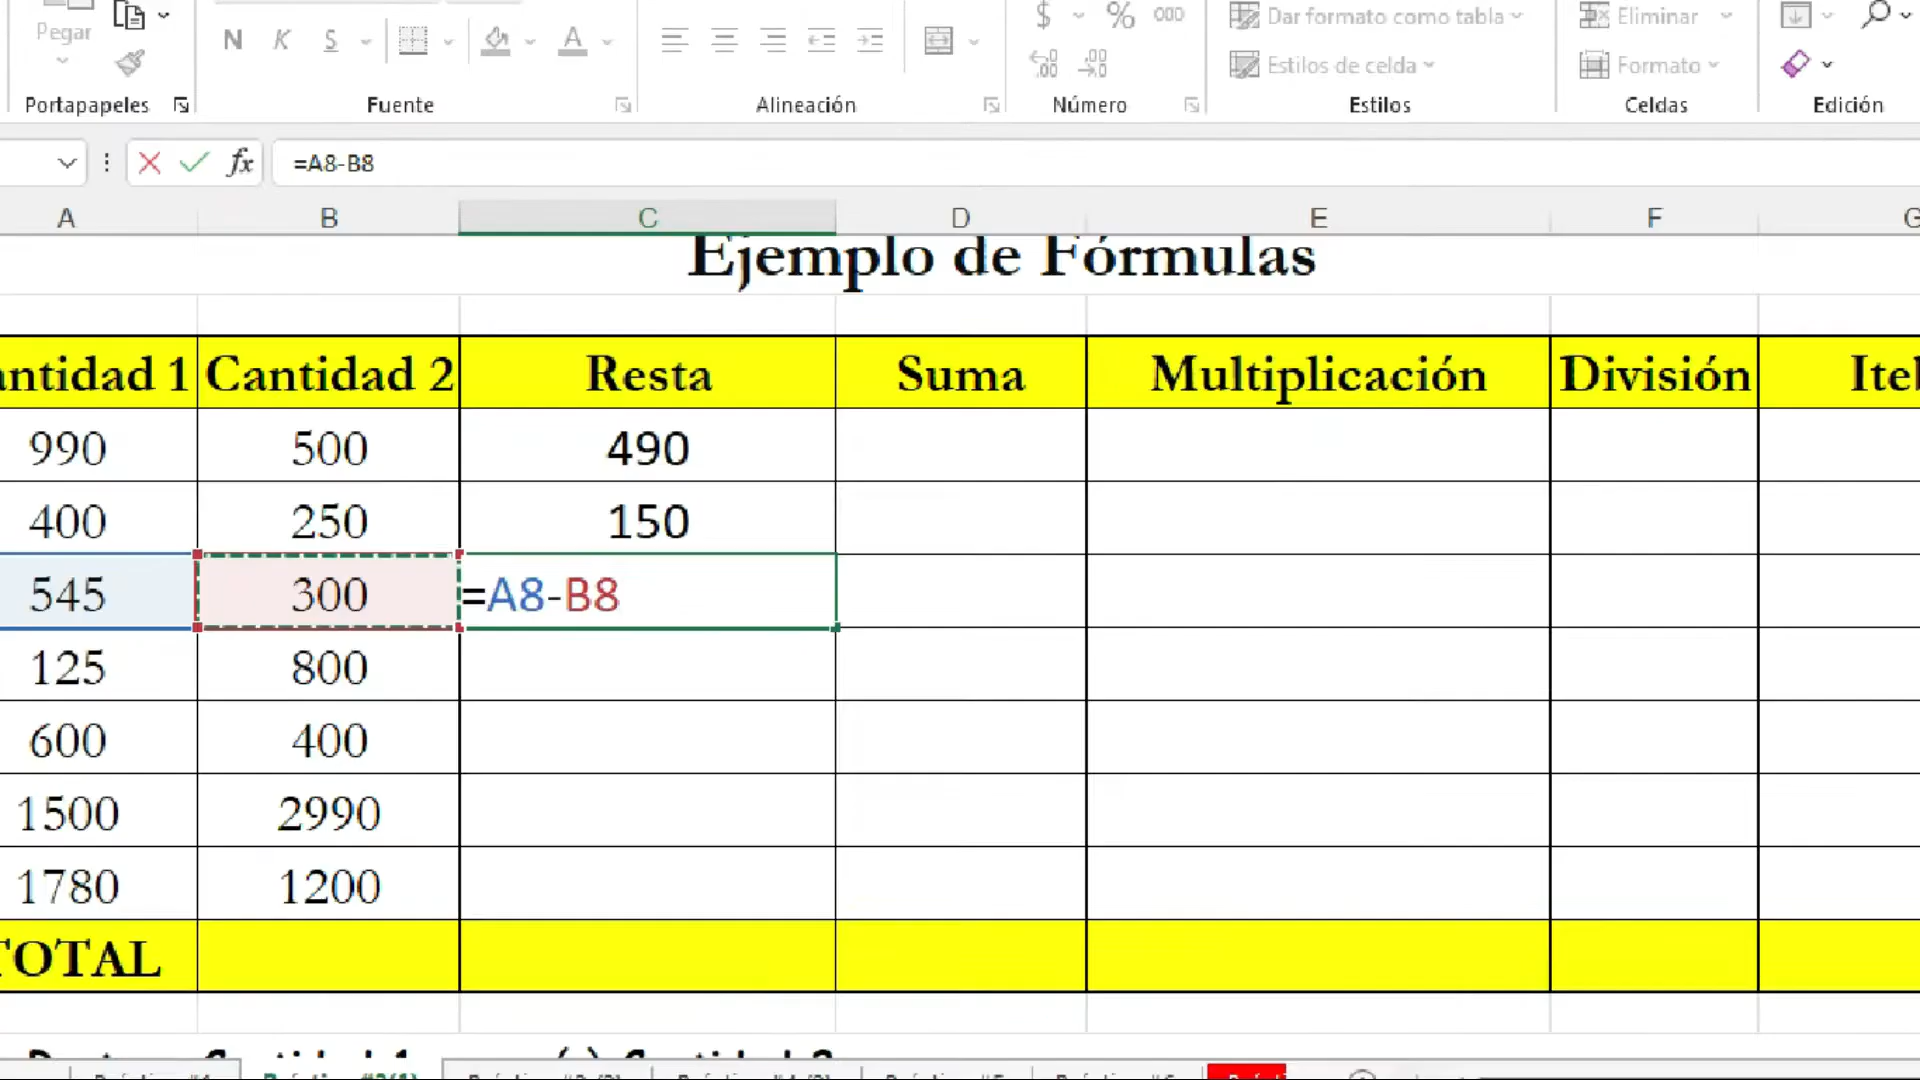 Pegar
N K S A $ % 000 Dar formato como tabla Eliminar
Estilos de celda Formato
Portapapeles Fuente Alineación Número Estilos Celdas Edición
fx =A8-B8
A B C D E F
Ejemplo de Fórmulas
antidad 1 Cantidad 2 Resta Suma Multiplicación División
990 500 490
400 250 150
545 300 =A8-B8
125 800
600 400
1500 2990
1780 1200
TOTAL